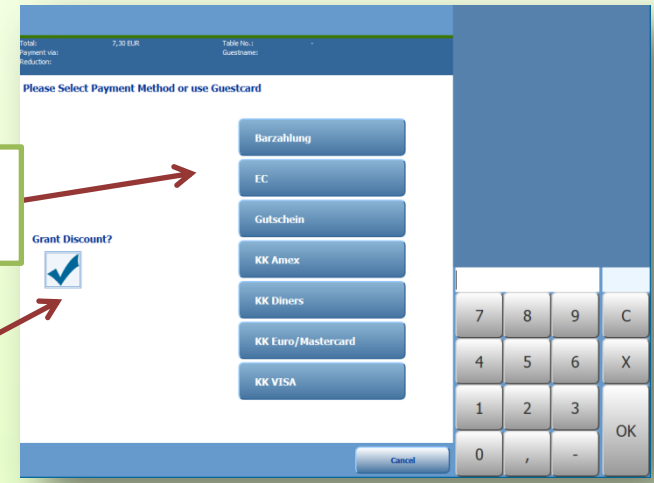 Total: 7,30 EUR Table No.: -
Payment via: Guestname:
Reduction:
Please Select Payment Method or use Guestcard
Barzahlung
EC
Gutschein
Grant Discount?
KK Amex
KK Diners
KK Euro/Mastercard
KK VISA
Cancel
7 8 9 C
4 5 6 X
1 2 3
OK
0 , -